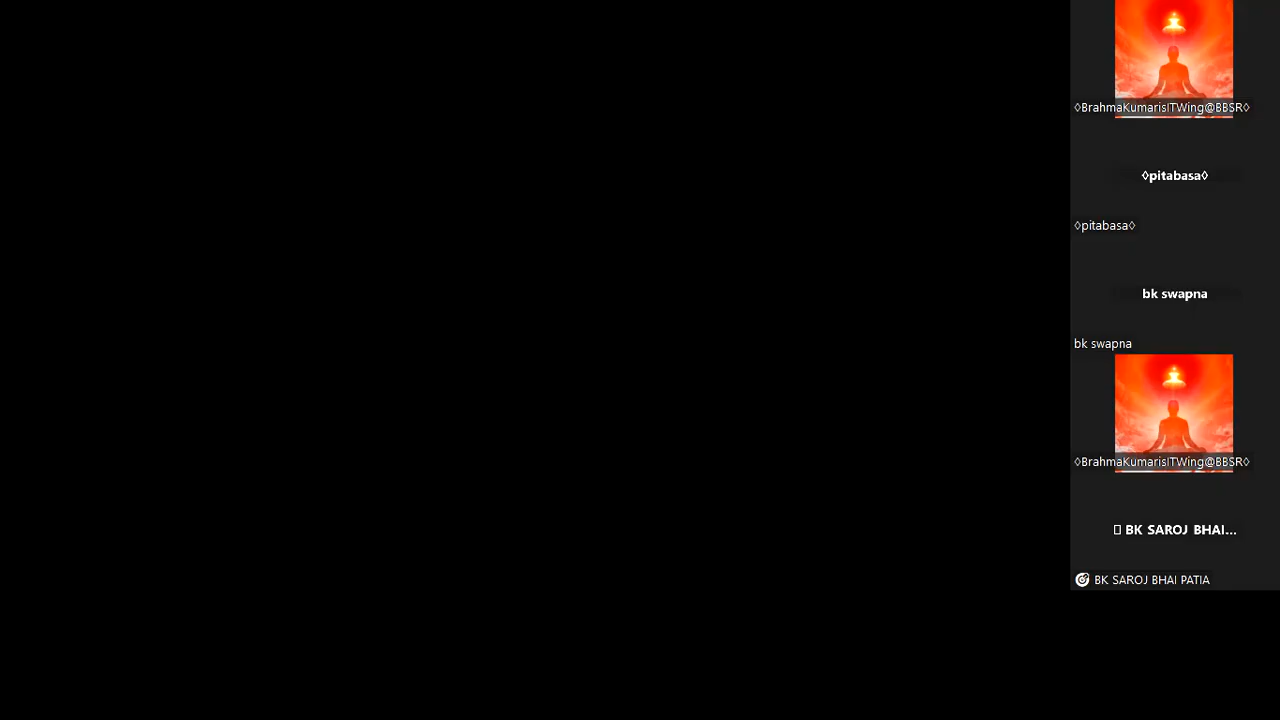 ◊BrahmaKumarisITWing@BBSR◊
◊pitabasa◊
◊pitabasa◊
bk swapna
bk swapna
◊BrahmaKumarisITWing@BBSR◊
BK SAROJ BHAI...
BK SAROJ BHAI PATIA